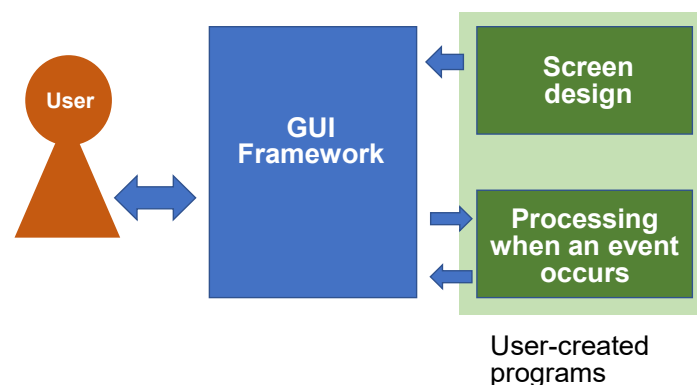 User
GUI
Framework
Screen
design
Processing
when an event
occurs
User-created
programs